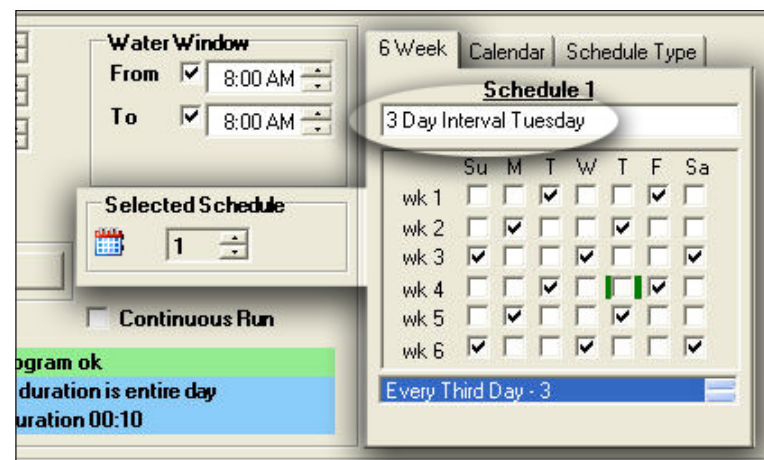 Water Window
From 8:00 AM
To 8:00 AM
Selected Schedule
1
Continuous Run
ogram ok
duration is entire day
uration 00:10
6 Week Calendar Schedule Type
Schedule 1
3 Day Interval Tuesday
Su M T W T F Sa
wk 1
wk 2
wk 3
wk 4
wk 5
wk 6
Every Third Day - 3